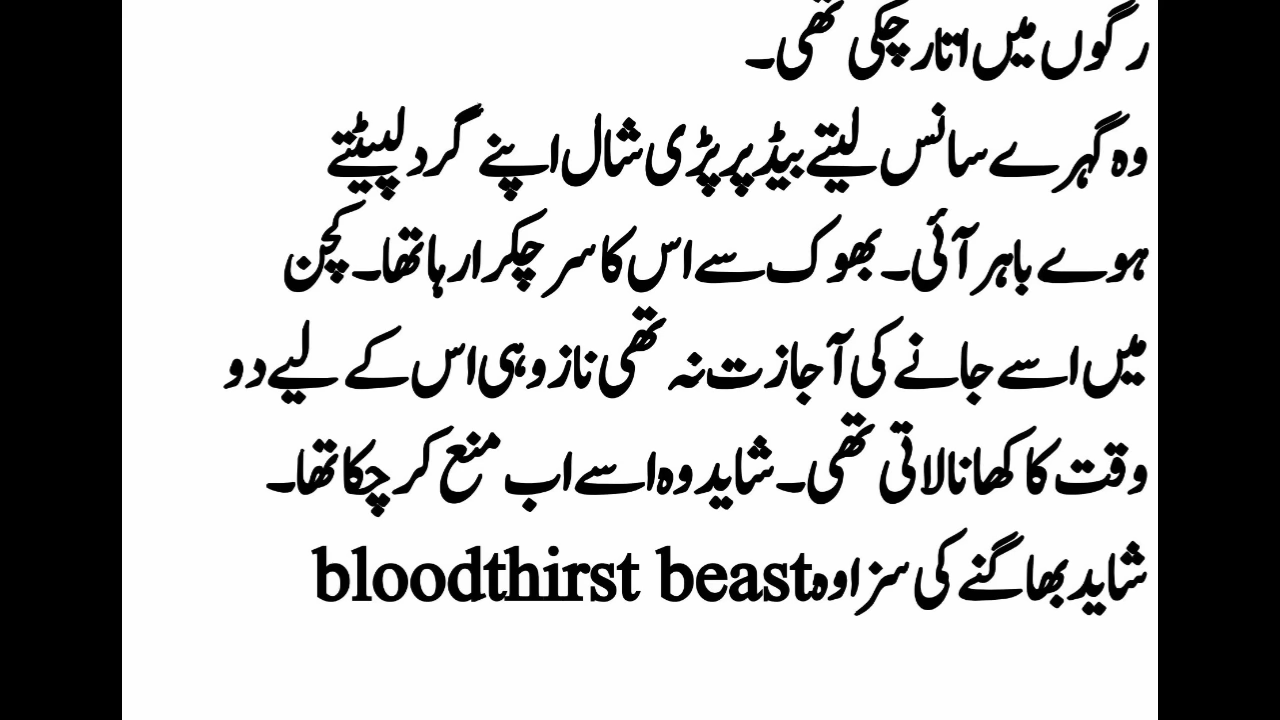 رگوں میں اتار چکی تھی۔
وہ گہرے سانس لیتے بیڈ پر پڑی شال اپنے گرد لپیٹتے
ہوے باہر آئی۔ بھوک سے اس کا سر چکرا رہا تھا۔ کچن
میں اسے جانے کی آجازت نہ تھی نازو ہی اس کے لیے دو
وقت کا کھانا لاتی تھی۔ شاید وہ اسے اب منع کر چکا تھا۔
شاید بھاگنے کی سزا وہ bloodthirst beast